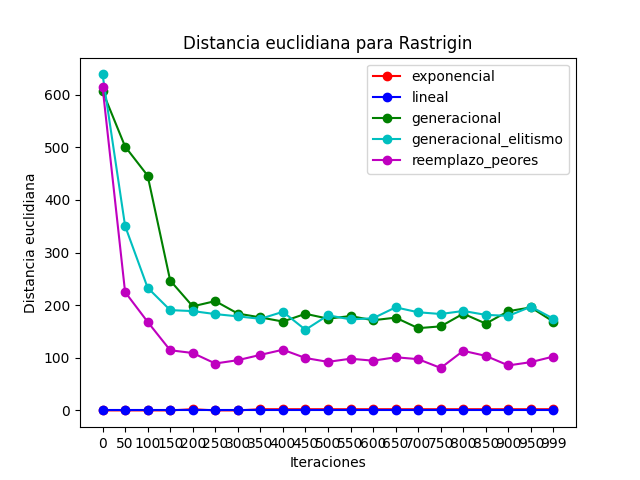 Distancia euclidiana para Rastrigin
exponencial
lineal
generacional
generacional_elitismo
reemplazo_peores
Distancia euclidiana
600
500
400
300
200
100
0
0 50 100 150 200 250 300 350 400 450 500 550 600 650 700 750 800 850 900 950 999
Iteraciones